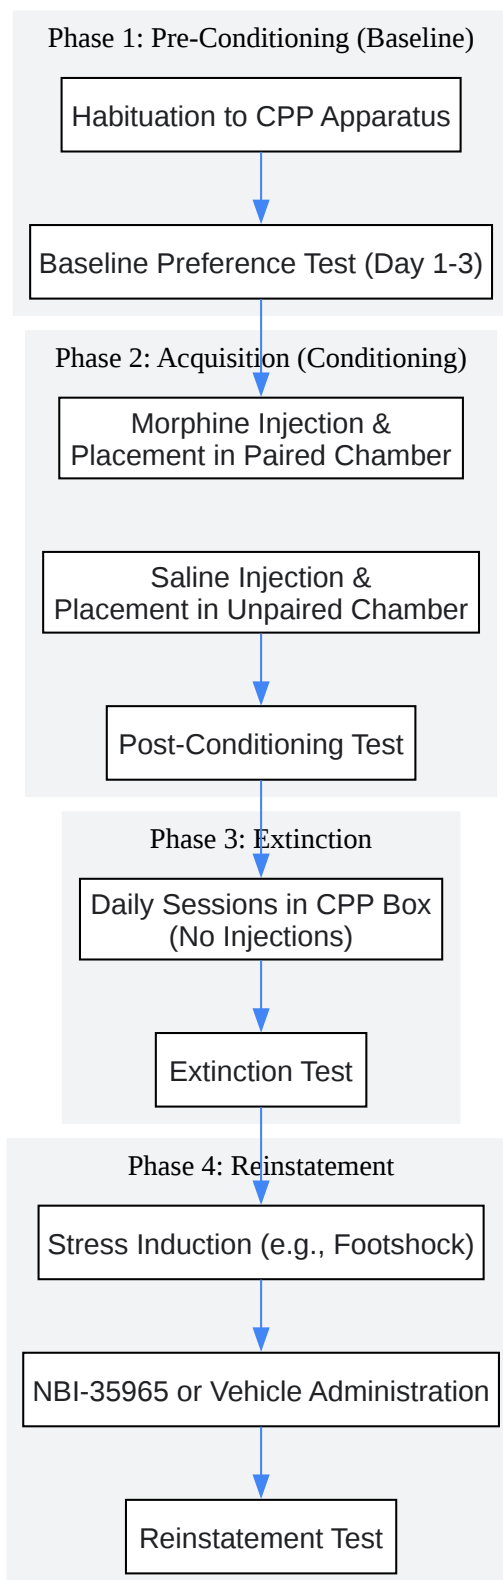 Phase 1: Pre-Conditioning (Baseline)
Habituation to CPP Apparatus
Baseline Preference Test (Day 1-3)
Phase 2: Acquisition (Conditioning)
Morphine Injection &
Placement in Paired Chamber
Saline Injection &
Placement in Unpaired Chamber
Post-Conditioning Test
Phase 3: Extinction
Daily Sessions in CPP Box
(No Injections)
Extinction Test
Phase 4: Reinstatement
Stress Induction (e.g., Footshock)
NBI-35965 or Vehicle Administration
Reinstatement Test